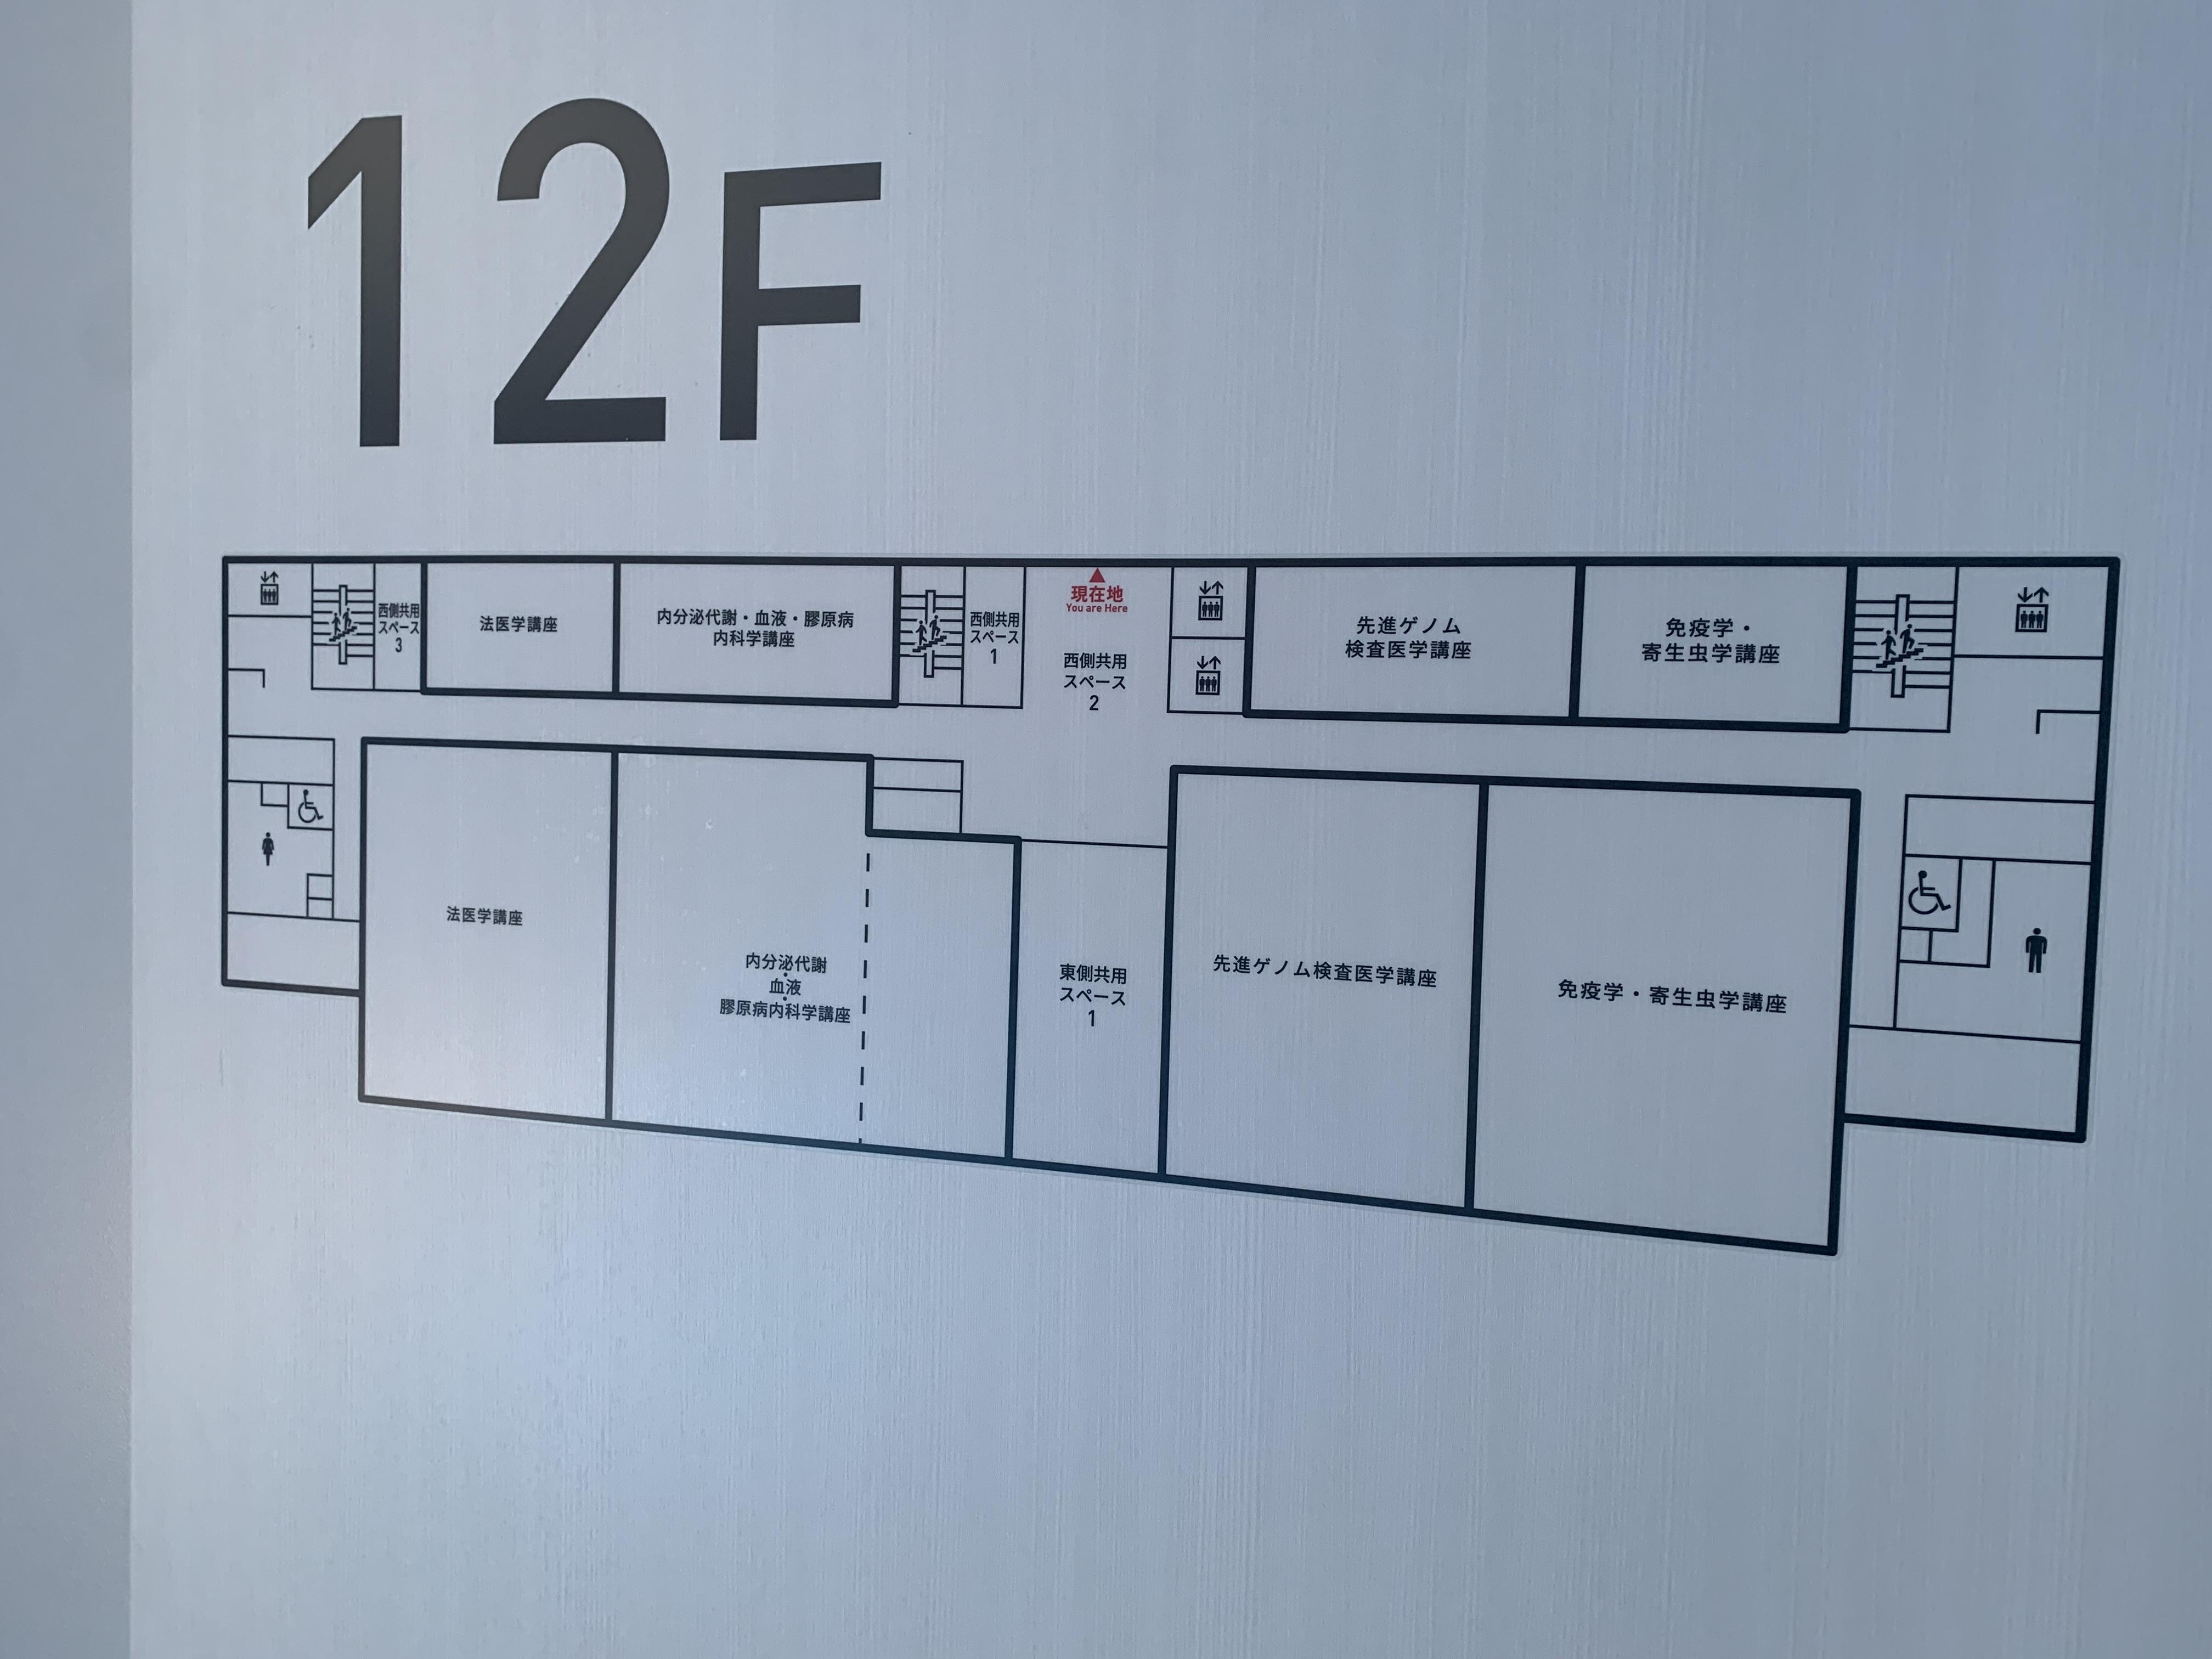 12F
西側共用
スペース
3
法医学講座
内分泌代謝・血液・膠原病
内科学講座
西側共用
スペース
1
現在地
You are Here
西側共用
スペース
2
先進ゲノム
検査医学講座
免疫学・
寄生虫学講座
法医学講座
内分泌代謝
・
血液
・
膠原病内科学講座
東側共用
スペース
1
先進ゲノム検査医学講座
免疫学・寄生虫学講座